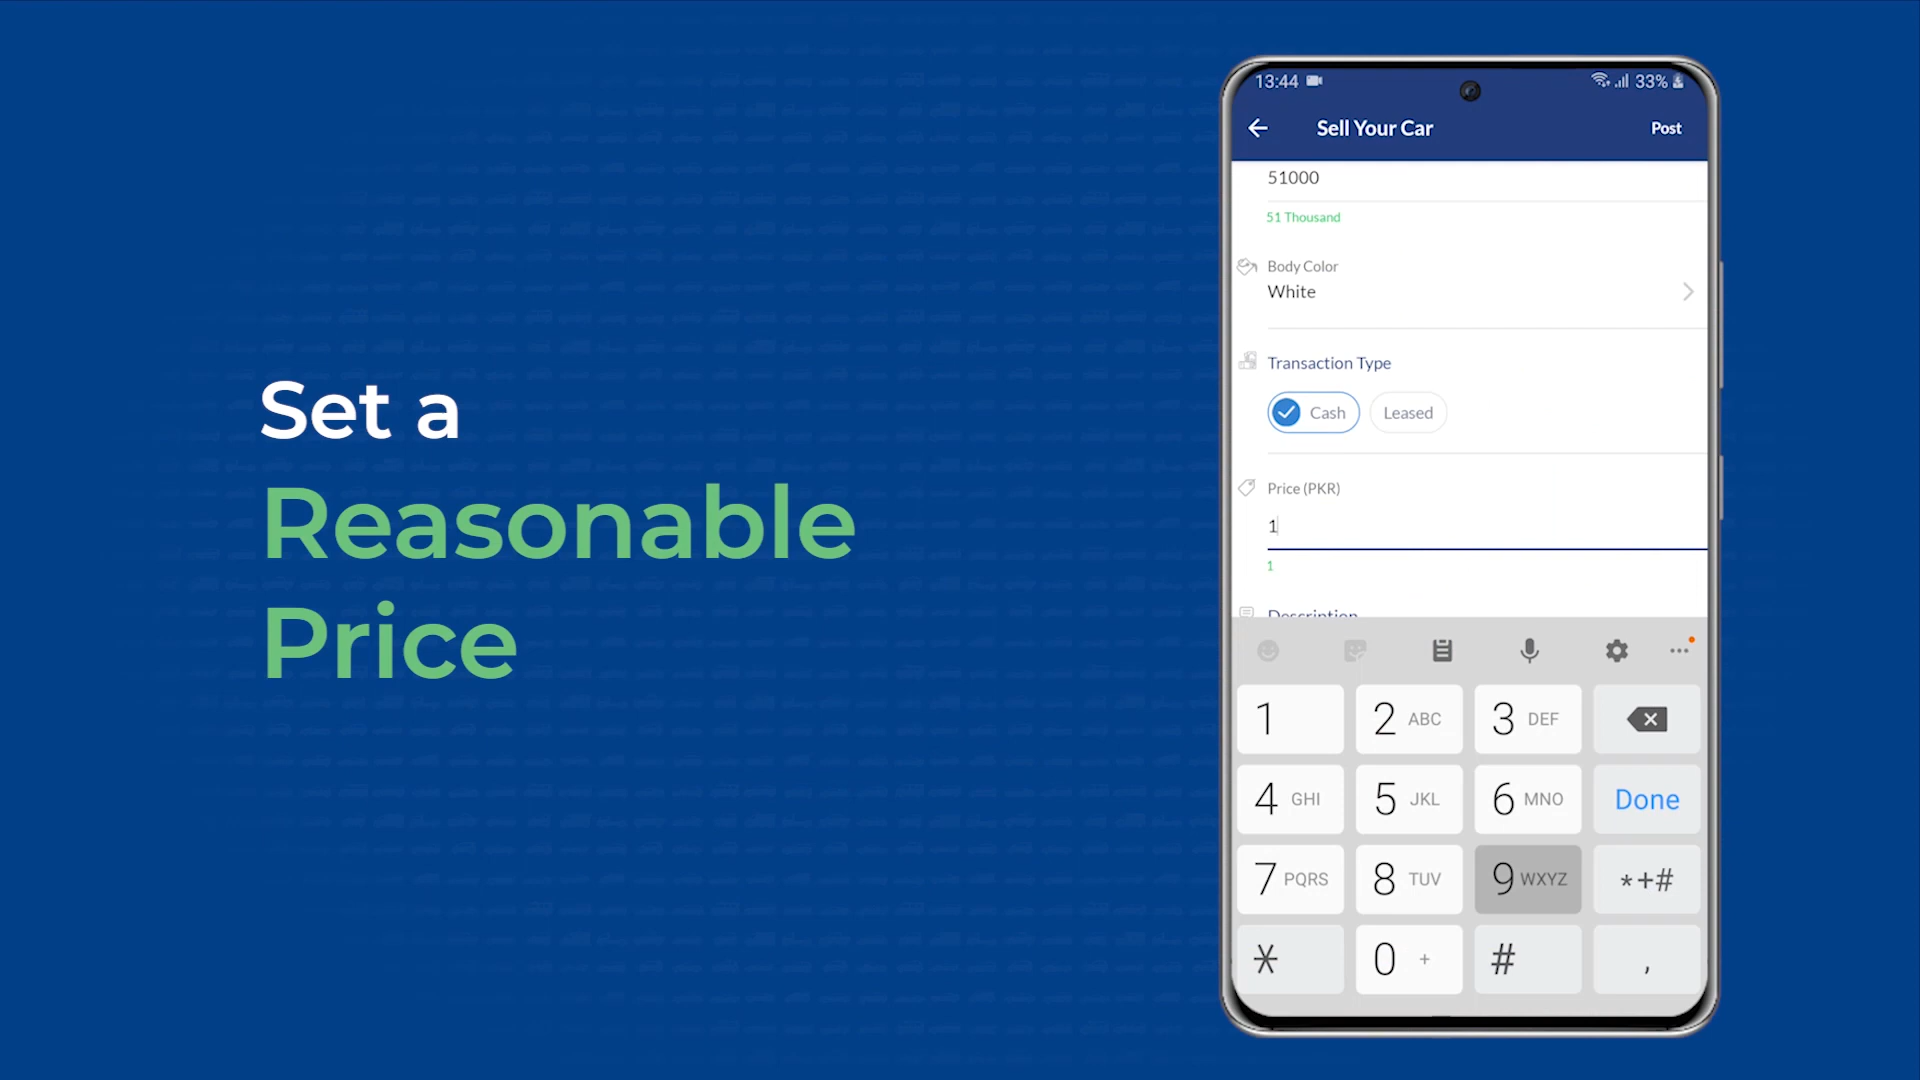 Set a
Reasonable
Price
13:44
33%
Sell Your Car
Post
51000
51 Thousand
Body Color
White
Transaction Type
Cash
Leased
Price (PKR)
1
1
Description
1
2 ABC
3 DEF
4 GHI
5 JKL
6 MNO
Done
7 PQRS
8 TUV
9 WXYZ
*+#
*
0 +
#
,